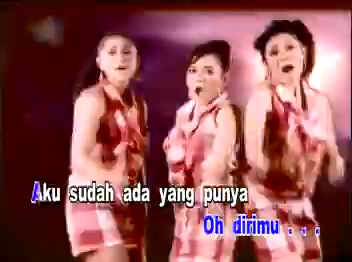 Aku sudah ada yang punya
Oh dirimu . . .